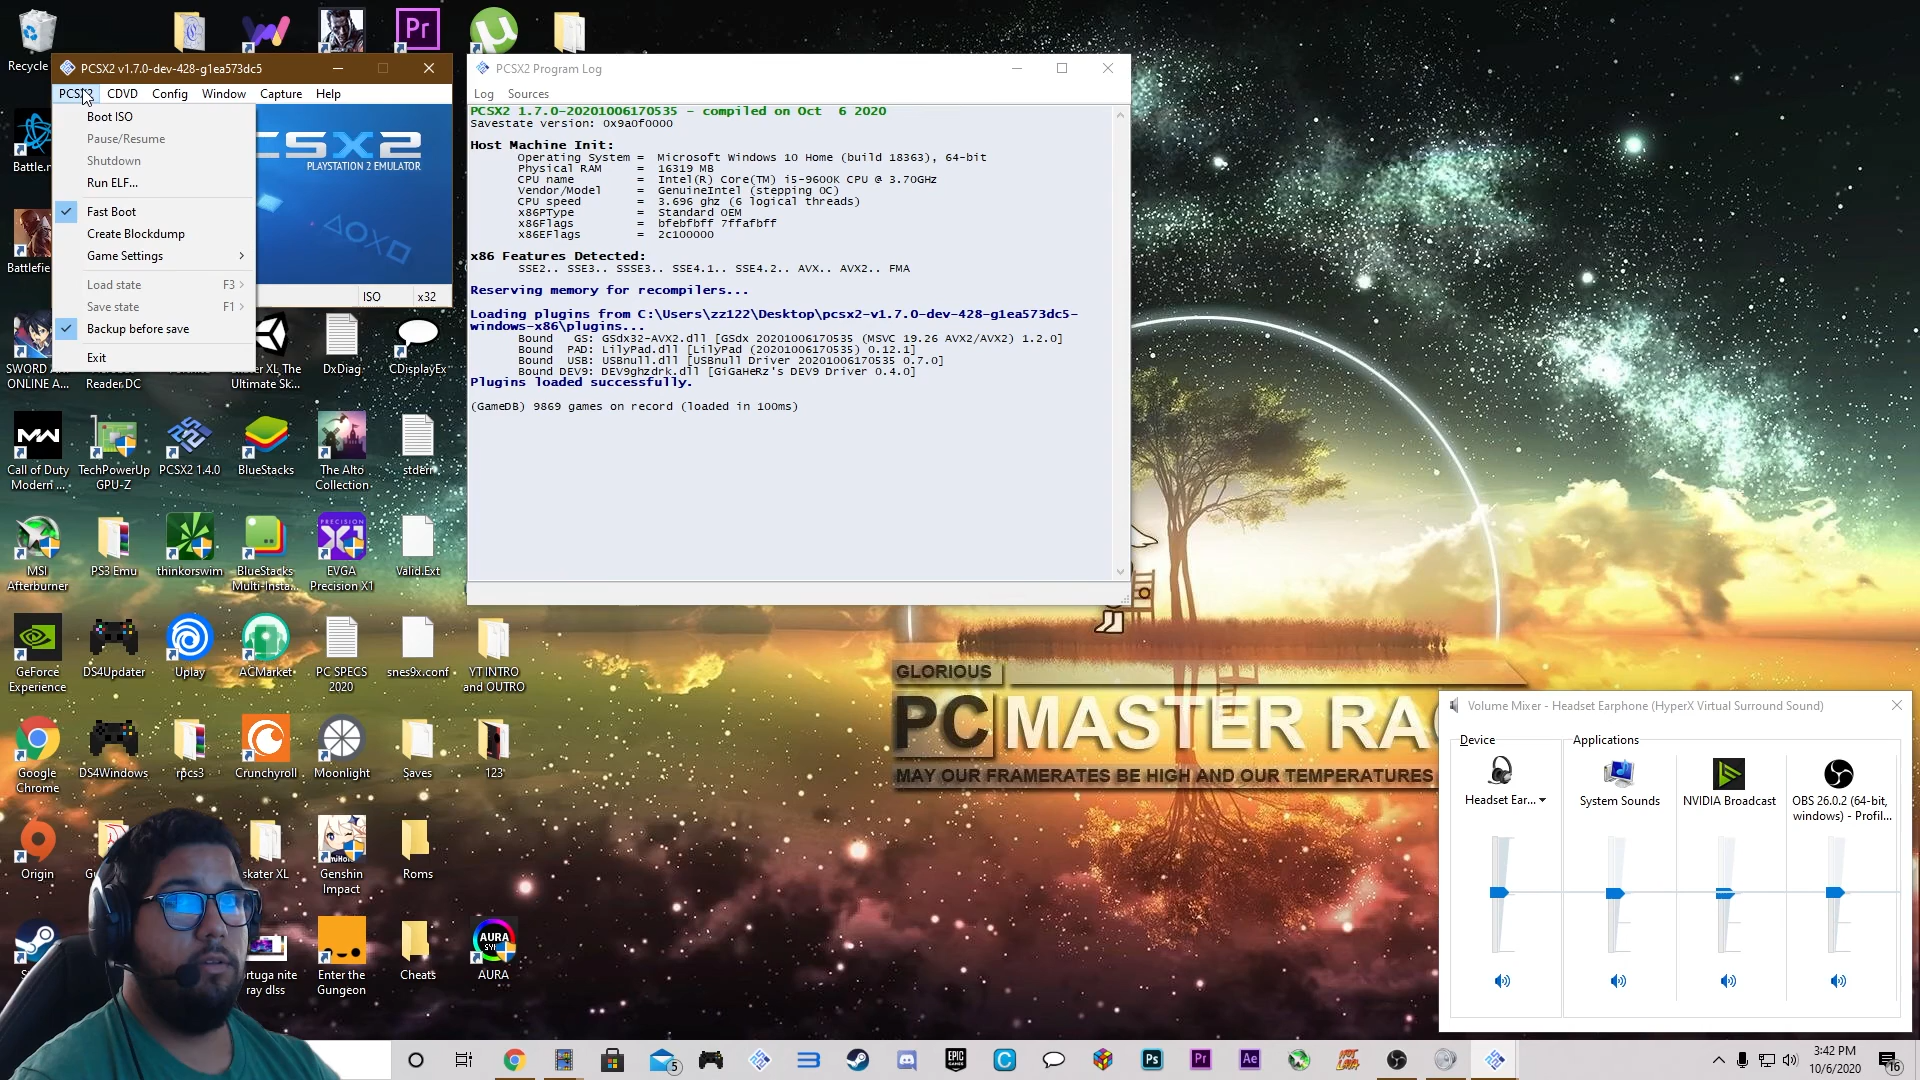 Recycle
Pr
PCSX2 v1.7.0-dev-428-g1ea573dc5
CDVD Config Window Capture Help
Boot ISO
Pause/Resume
Shutdown
Run ELF...
Fast Boot
Create Blockdump
Game Settings
Load state F3
Save state F1
Backup before save
Exit
CSX2
PLAYSTATION 2 EMULATOR
ISO x32
PCSX2 Program Log
Log Sources
PCSX2 1.7.0-20201006170535 - compiled on Oct 6 2020
Savestate version: 0x9a0f0000
Host Machine Init:
Operating System = Microsoft Windows 10 Home (build 18363), 64-bit
Physical RAM = 16319 MB
CPU name = Intel(R) Core(TM) i5-9600K CPU @ 3.70GHz
Vendor/Model = GenuineIntel (stepping 0C)
CPU speed = 3.696 ghz (6 logical threads)
x86PType = Standard OEM
x86Flags = bfebfbff 7ffafbff
x86EFlags = 2c100000
x86 Features Detected:
SSE2.. SSE3.. SSSE3.. SSE4.1.. SSE4.2.. AVX.. AVX2.. FMA
Reserving memory for recompilers...
Loading plugins from C:\Users\zz122\Desktop\pcsx2-v1.7.0-dev-428-g1ea573dc5-
windows-x86\plugins...
Bound GS: GSdx32-AVX2.dll [GSdx 20201006170535 (MSVC 19.26 AVX2/AVX2) 1.2.0]
Bound PAD: LilyPad.dll [LilyPad (20201006170535) 0.12.1]
Bound USB: USBnull.dll [USBnull Driver 20201006170535 0.7.0]
Bound DEV9: DEV9ghzdrk.dll [GiGaHeRz's DEV9 Driver 0.4.0]
Plugins loaded successfully.
(GameDB) 9869 games on record (loaded in 100ms)
Battle.n
Battlefie
SWORD A
ONLINE A...
Reader DC
XL The
Ultimate Sk...
DxDiag
CDisplayEx
MW
Call of Duty
Modern ...
TechPowerUp
GPU-Z
PCSX2 1.4.0
BlueStacks
The Alto
Collection
stderr
MSI
Afterburner
PS3 Emu
thinkorswim
BlueStacks
Multi-Insta...
PRECISION
X1
EVGA
Precision X1
Valid.Ext
GeForce
Experience
DS4Updater
Uplay
ACMarket
PC SPECS
2020
snes9x.conf
YT INTRO
and OUTRO
Google
Chrome
DS4Windows
rpcs3
Crunchyroll
Moonlight
Saves
123
Origin
skater XL
Genshin
Impact
Roms
rtuga nite
ray dlss
Enter the
Gungeon
Cheats
AURA
AURA
GLORIOUS
PC MASTER RAC
MAY OUR FRAMERATES BE HIGH AND OUR TEMPERATURES
Volume Mixer - Headset Earphone (HyperX Virtual Surround Sound)
Device
Applications
Headset Ear...
System Sounds
NVIDIA Broadcast
OBS 26.0.2 (64-bit,
windows) - Profil...
5
EPIC
GAMES
Ps
Pr
Ae
3:42 PM
10/6/2020
16